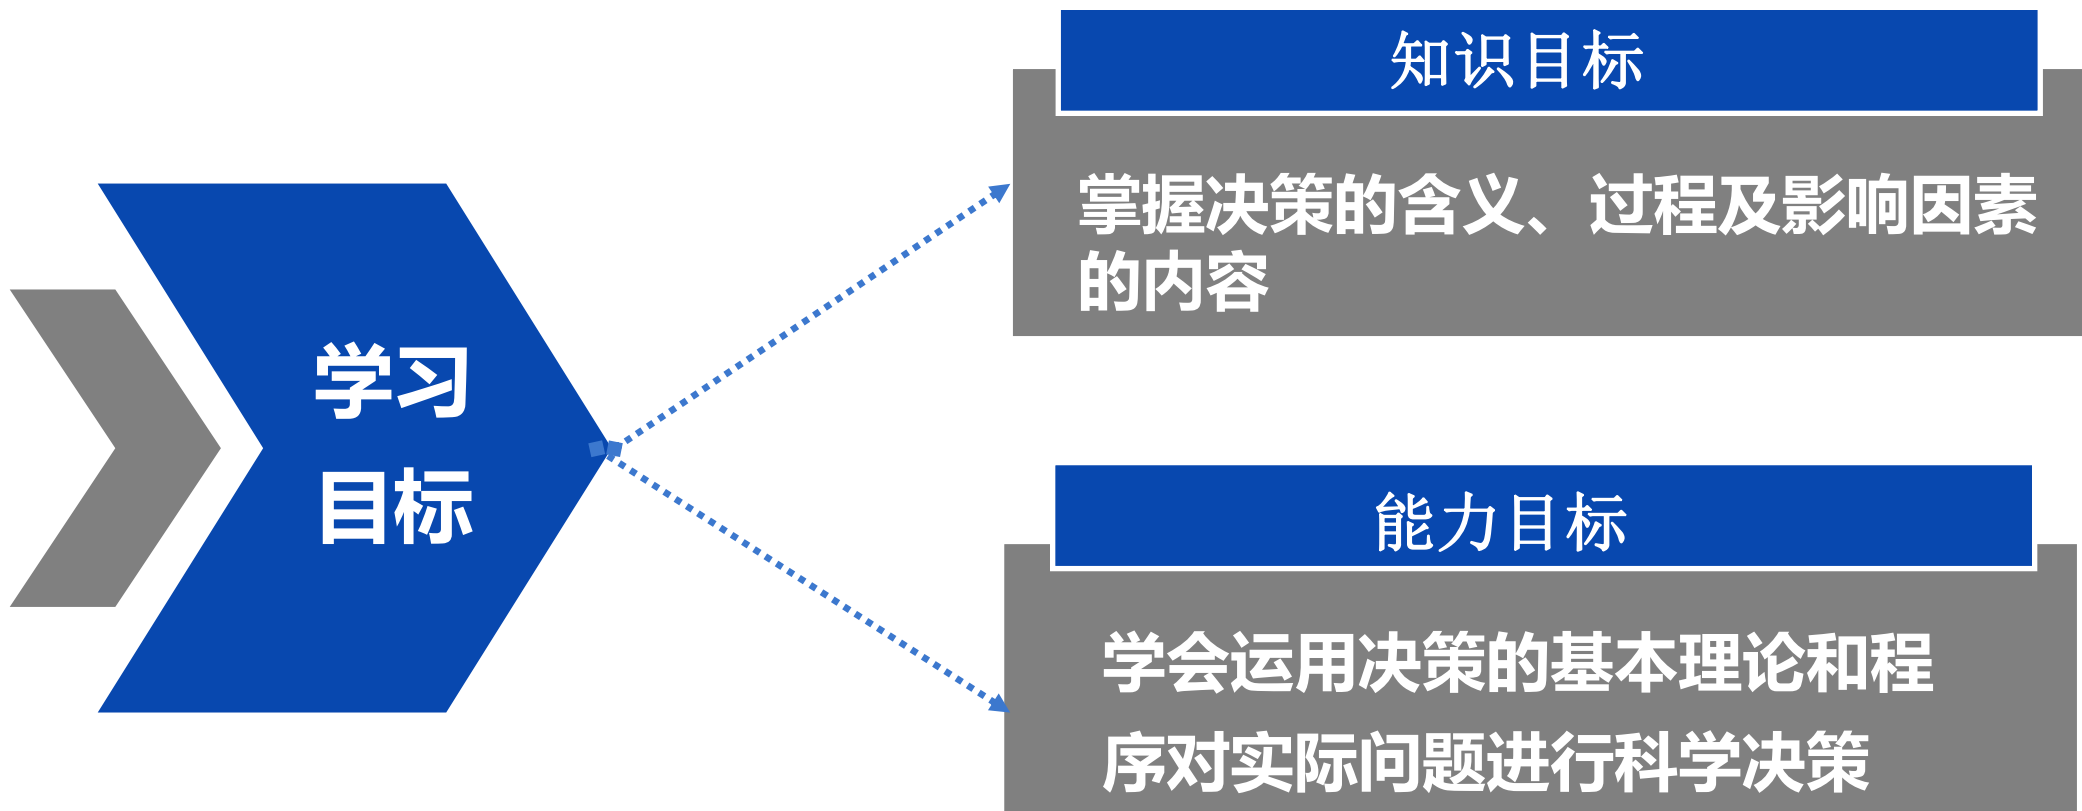 学习
目标
知识目标
掌握决策的含义、过程及影响因素
的内容
能力目标
学会运用决策的基本理论和程
序对实际问题进行科学决策